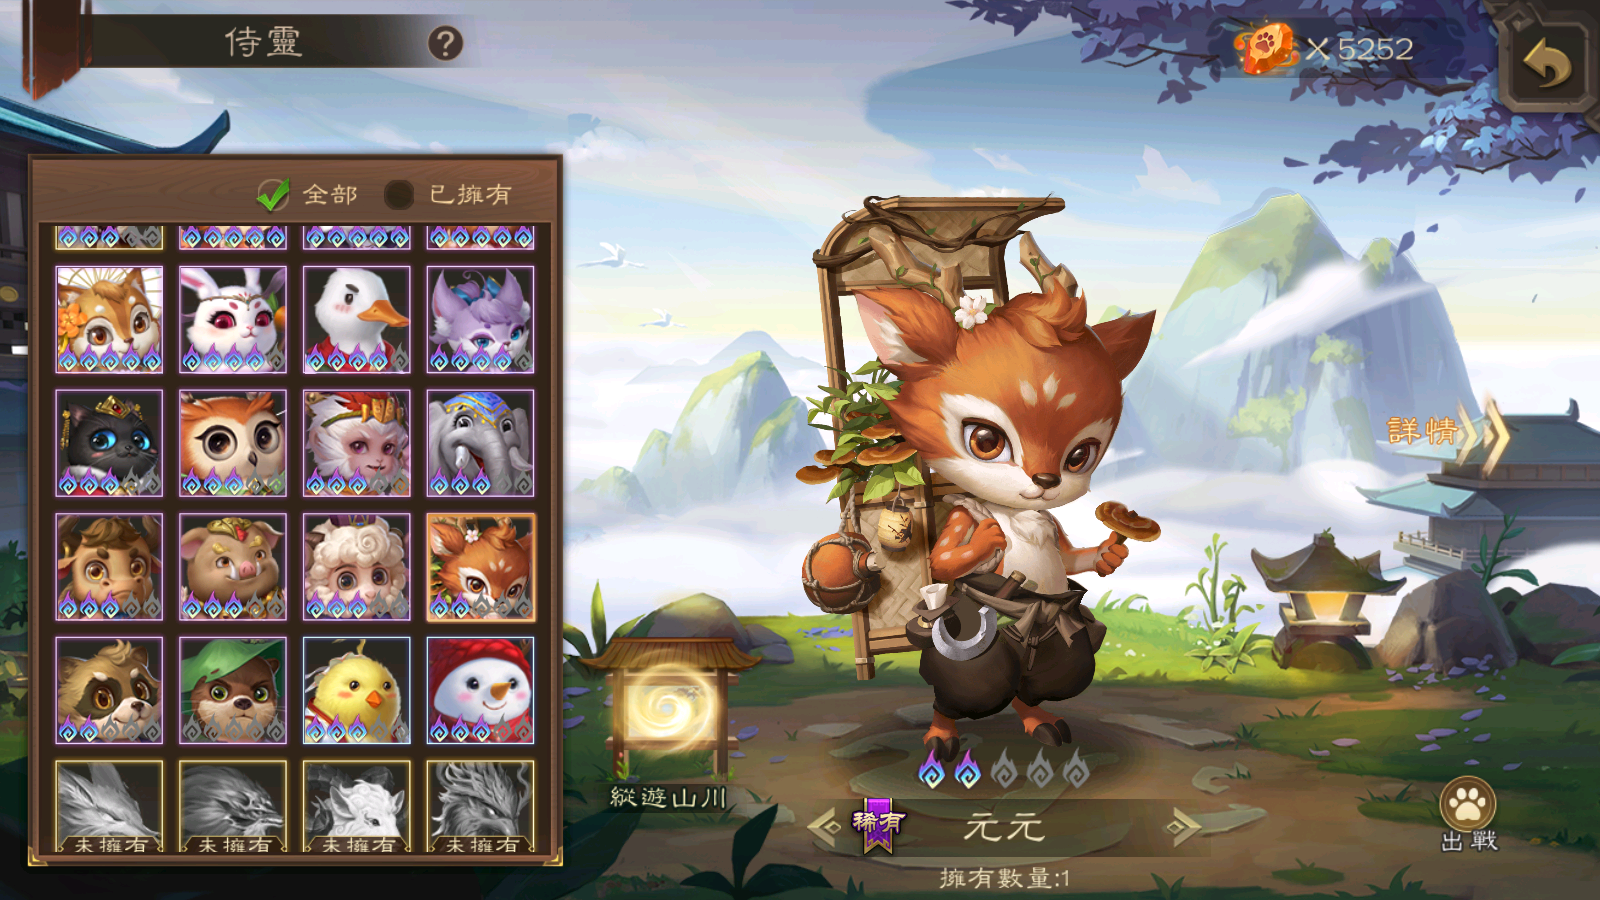 侍靈 ?
X 5252
全部 已擁有
詳情
未擁有 未擁有 未擁有 未擁有
縱遊山川
稀有 元元
擁有數量:1
出戰